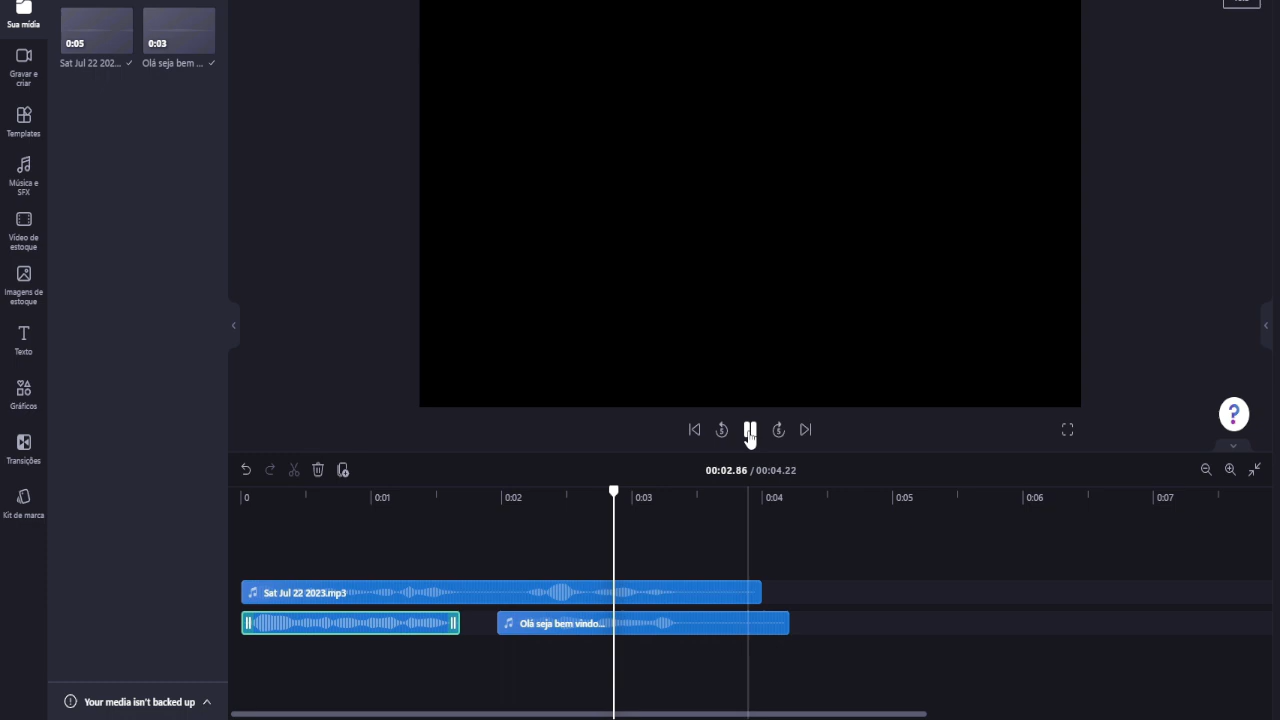 Sua mídia
0:05
0:03
Sat Jul 22 202...
Olá seja bem ...
Gravar e
criar
Templates
Música e
SFX
Vídeo de
estoque
Imagens de
estoque
Texto
Gráficos
Transições
Kit de marca
5
5
?
00:02.86 / 00:04.22
0
0:01
0:02
0:03
0:04
0:05
0:06
0:07
Sat Jul 22 2023.mp3
Olá seja bem vindo...
Your media isn't backed up